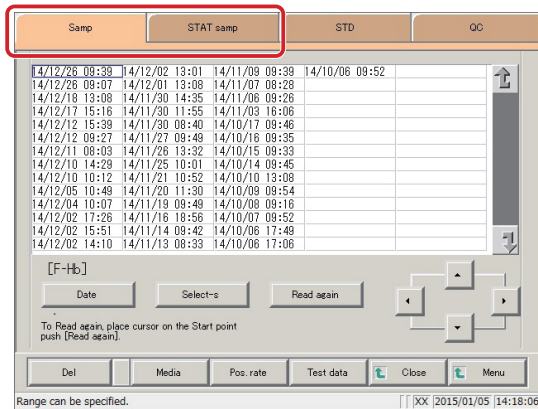 Samp STAT samp STD QC
14/12/26 09:39 14/12/02 13:01 14/11/09 09:39 14/10/06 09:52
14/12/26 09:07 14/12/01 13:08 14/11/07 08:28
14/12/18 13:08 14/11/30 14:35 14/11/06 09:26
14/12/17 15:16 14/11/30 11:55 14/11/03 16:06
14/12/12 15:39 14/11/30 08:40 14/10/17 09:46
14/12/12 09:27 14/11/27 09:49 14/10/16 09:35
14/12/11 08:03 14/11/26 13:32 14/10/15 09:33
14/12/10 14:29 14/11/25 10:01 14/10/14 09:45
14/12/10 10:12 14/11/21 10:52 14/10/10 13:08
14/12/05 10:49 14/11/20 11:30 14/10/09 09:54
14/12/04 10:07 14/11/19 09:49 14/10/08 09:16
14/12/02 17:26 14/11/16 18:56 14/10/07 09:52
14/12/02 15:51 14/11/14 09:42 14/10/06 17:49
14/12/02 14:10 14/11/13 08:33 14/10/06 17:06
[F-Hb]
Date Select-s Read again
To Read again, place cursor on the Start point
push [Read again].
Del Media Pos. rate Test data Close Menu
Range can be specified. XX 2015/01/05 14:18:06